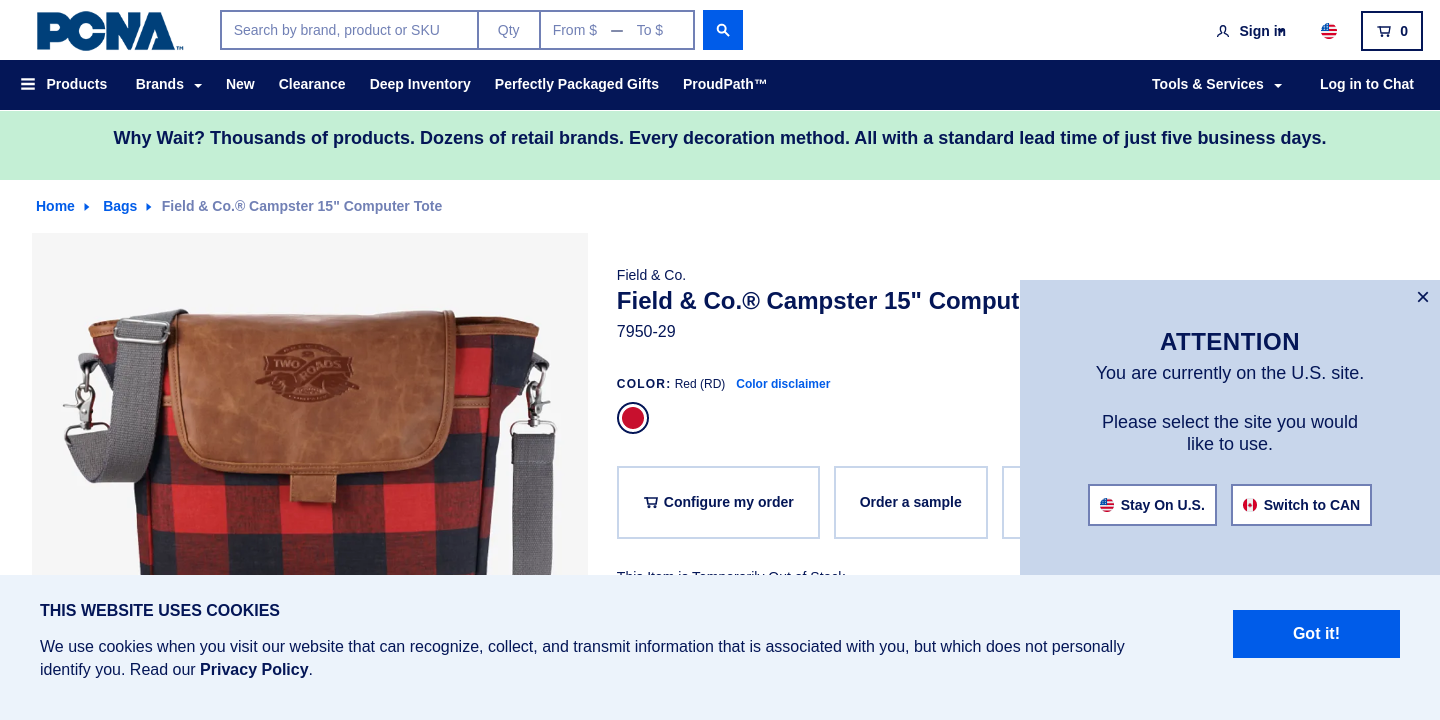 PCNA™
Search by brand, product or SKU
Qty
From $ — To $
Sign in
0
Products
Brands
New
Clearance
Deep Inventory
Perfectly Packaged Gifts
ProudPath™
Tools & Services
Log in to Chat
Why Wait? Thousands of products. Dozens of retail brands. Every decoration method. All with a standard lead time of just five business days.
Home
Bags
Field & Co.® Campster 15" Computer Tote
TWO
ROADS
Field & Co.
Field & Co.® Campster 15" Comput
7950-29
COLOR: Red (RD) Color disclaimer
Configure my order
Order a sample
This Item is Temporarily Out of Stock
×
ATTENTION
You are currently on the U.S. site.
Please select the site you would
like to use.
Stay On U.S.
Switch to CAN
THIS WEBSITE USES COOKIES
We use cookies when you visit our website that can recognize, collect, and transmit information that is associated with you, but which does not personally
identify you. Read our Privacy Policy.
Got it!